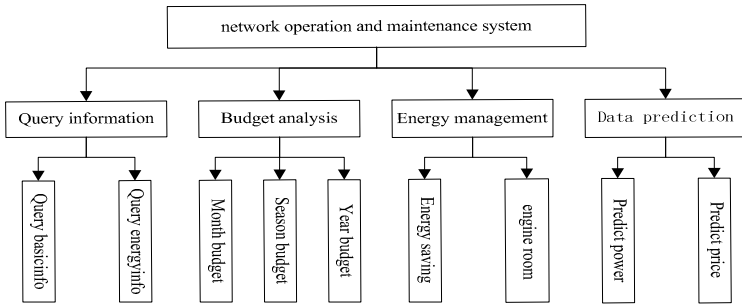 network operation and maintenance system
Query information
Budget analysis
Energy management
Data prediction
Query basicinfo
Query energyinfo
Month budget
Season budget
Year budget
Energy saving
engine room
Predict power
Predict price